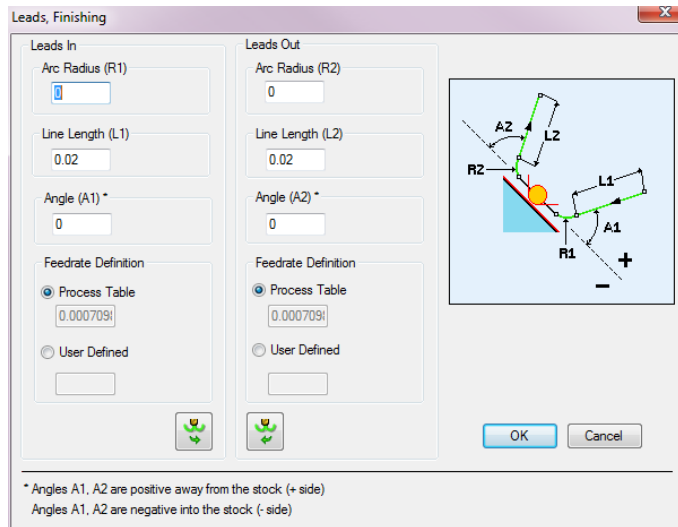 Leads, Finishing
x
Leads In
Arc Radius (R1)
0
Line Length (L1)
0.02
Angle (A1) *
0
Feedrate Definition
Process Table
0.000709
User Defined
Leads Out
Arc Radius (R2)
0
Line Length (L2)
0.02
Angle (A2) *
0
Feedrate Definition
Process Table
0.000709
User Defined
A2
L2
R2
L1
A1
R1
+
−
OK
Cancel
* Angles A1, A2 are positive away from the stock (+ side)
Angles A1, A2 are negative into the stock (- side)